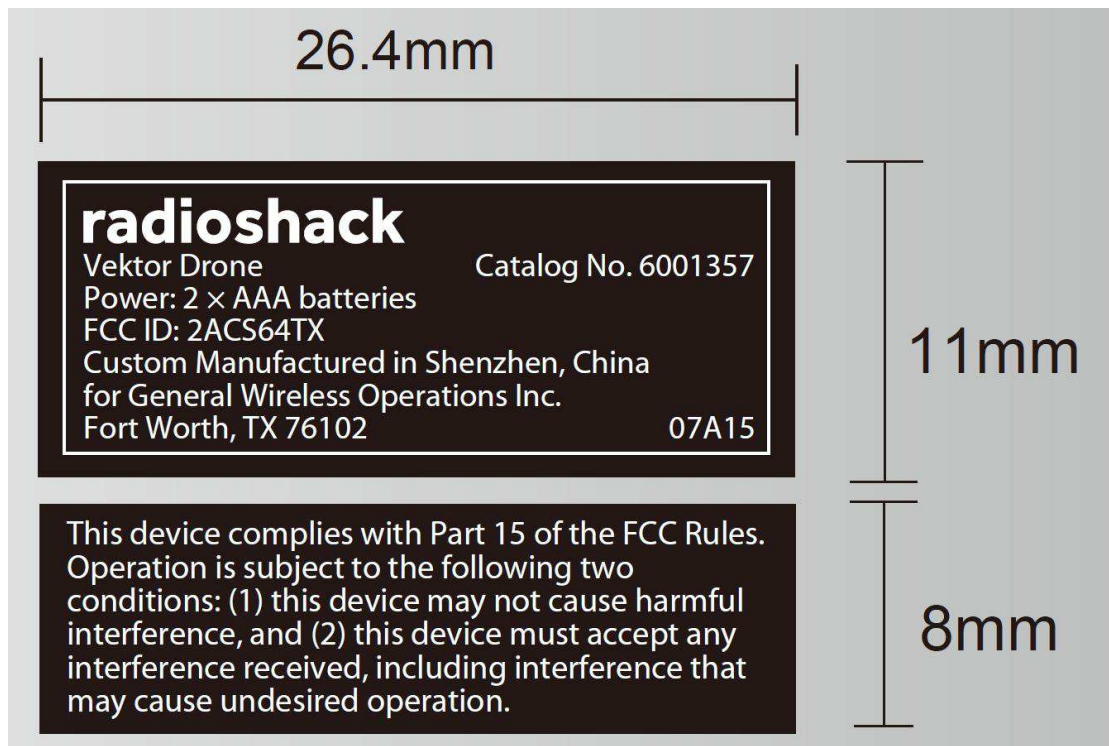 26.4mm
radioshack
Vektor Drone Catalog No. 6001357
Power: 2 × AAA batteries
FCC ID: 2ACS64TX
Custom Manufactured in Shenzhen, China
for General Wireless Operations Inc.
Fort Worth, TX 76102 07A15
11mm
This device complies with Part 15 of the FCC Rules.
Operation is subject to the following two
conditions: (1) this device may not cause harmful
interference, and (2) this device must accept any
interference received, including interference that
may cause undesired operation.
8mm